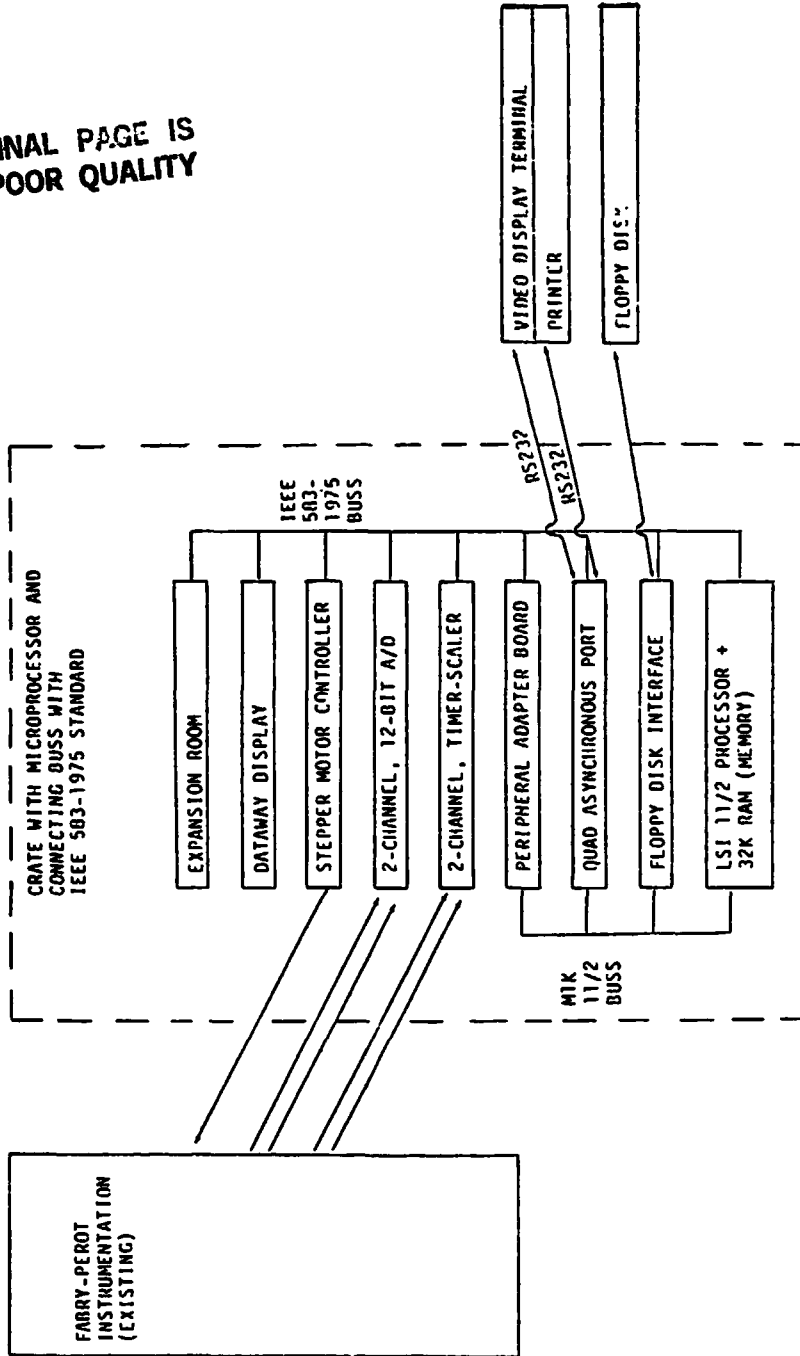 INAL PAGE IS
POOR QUALITY
FABRY-PEROT
INSTRUMENTATION
(EXISTING)
CRATE WITH MICROPROCESSOR AND
CONNECTING BUSS WITH
IEEE 583-1975 STANDARD
EXPANSION ROOM
DATAWAY DISPLAY
STEPPER MOTOR CONTROLLER
2-CHANNEL, 12-BIT A/D
2-CHANNEL, TIMER-SCALER
PERIPHERAL ADAPTER BOARD
QUAD ASYNCHRONOUS PORT
FLOPPY DISK INTERFACE
LSI 11/2 PROCESSOR +
32K RAM (MEMORY)
MIK
11/2
BUSS
IEEE
583-
1975
BUSS
RS232
RS232
VIDEO DISPLAY TERMINAL
PRINTER
FLOPPY DISK